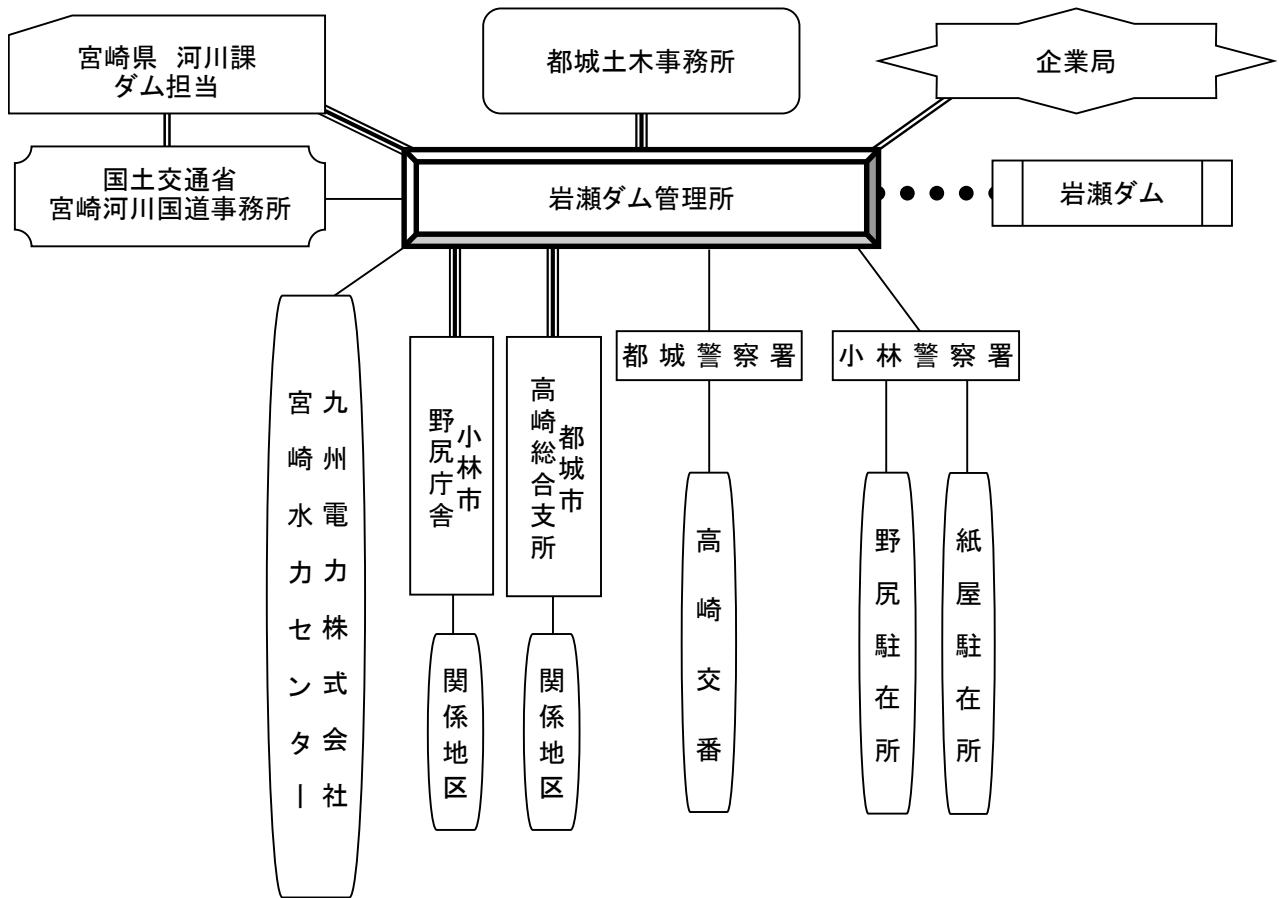 宮崎県 河川課
ダム担当
都城土木事務所
企業局
国土交通省
宮崎河川国道事務所
岩瀬ダム管理所
岩瀬ダム
九州電力株式会社
宮崎水力センター
小林市
野尻庁舎
都城市
高崎総合支所
都城警察署
小林警察署
関係地区
関係地区
高崎交番
野尻駐在所
紙屋駐在所